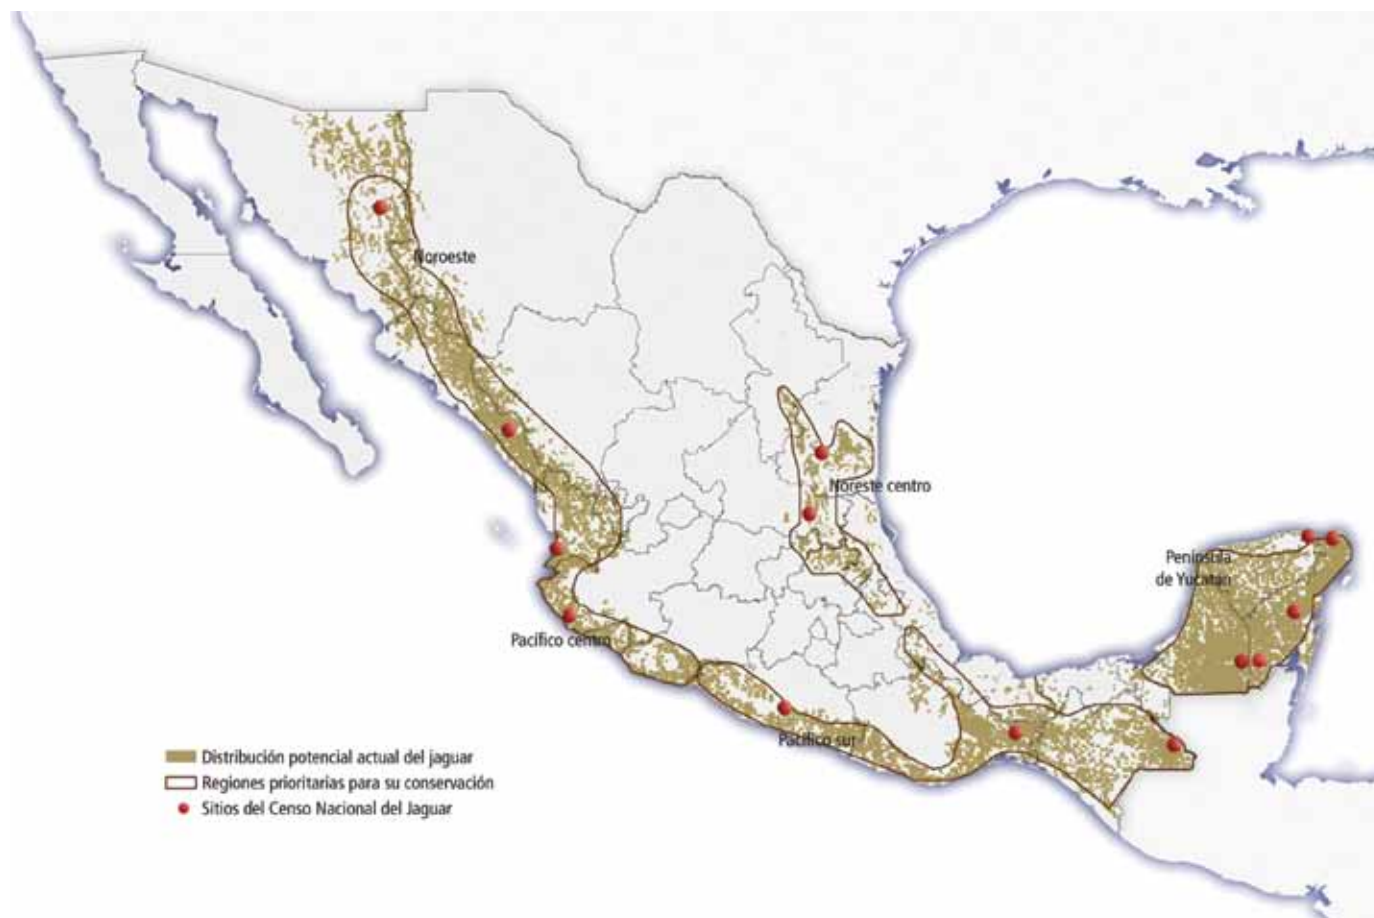 Noroeste
Noreste centro
Península
de Yucatán
Pacífico centro
Pacífico sur
Distribución potencial actual del jaguar
Regiones prioritarias para su conservación
Sitios del Censo Nacional del Jaguar